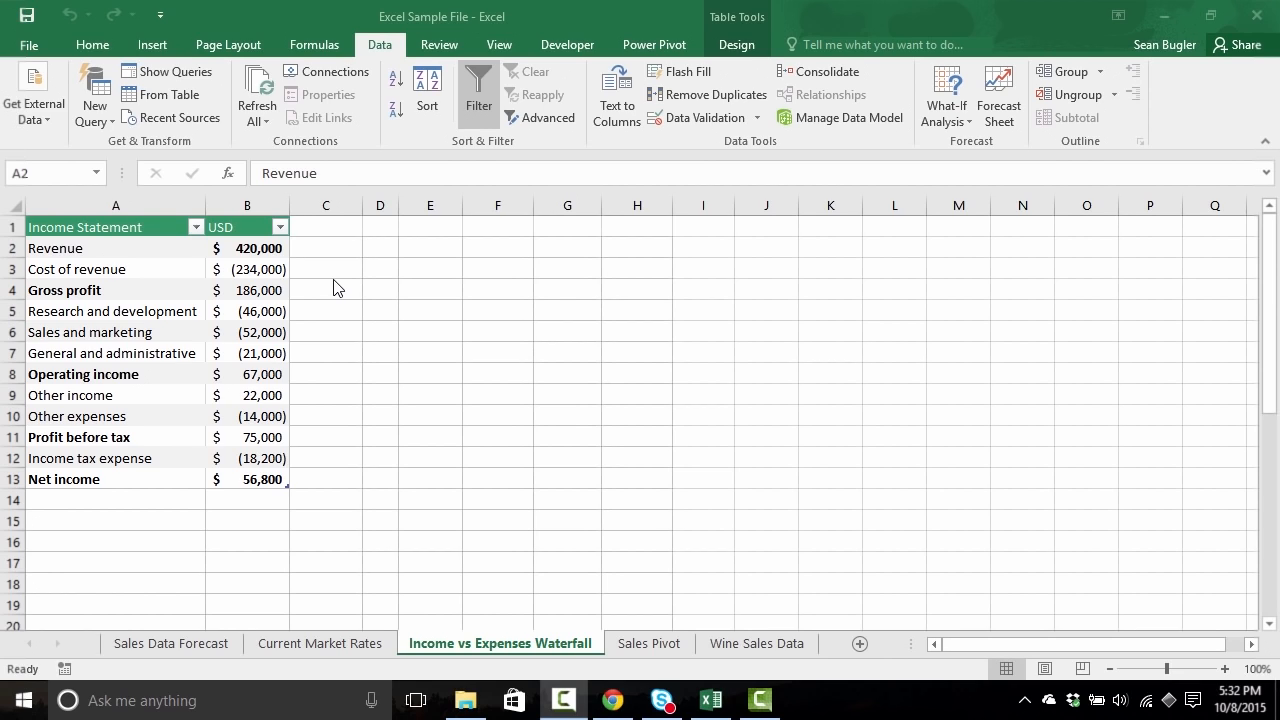 Excel Sample File - Excel
Table Tools
File Home Insert Page Layout Formulas Data Review View Developer Power Pivot Design Tell me what you want to do... Sean Bugler Share
Get External Data
New Query
Show Queries
From Table
Recent Sources
Get & Transform
Refresh All
Connections
Properties
Edit Links
Connections
Sort
Filter
Clear
Reapply
Advanced
Sort & Filter
Text to Columns
Flash Fill
Remove Duplicates
Data Validation
Consolidate
Relationships
Manage Data Model
Data Tools
What-If Analysis
Forecast Sheet
Forecast
Group
Ungroup
Subtotal
Outline
A2 fx Revenue
A B C D E F G H I J K L M N O P Q
1 Income Statement USD
2 Revenue $ 420,000
3 Cost of revenue $ (234,000)
4 Gross profit $ 186,000
5 Research and development $ (46,000)
6 Sales and marketing $ (52,000)
7 General and administrative $ (21,000)
8 Operating income $ 67,000
9 Other income $ 22,000
10 Other expenses $ (14,000)
11 Profit before tax $ 75,000
12 Income tax expense $ (18,200)
13 Net income $ 56,800
14
15
16
17
18
19
20
Sales Data Forecast Current Market Rates Income vs Expenses Waterfall Sales Pivot Wine Sales Data
Ready 100%
Ask me anything
5:32 PM
10/8/2015